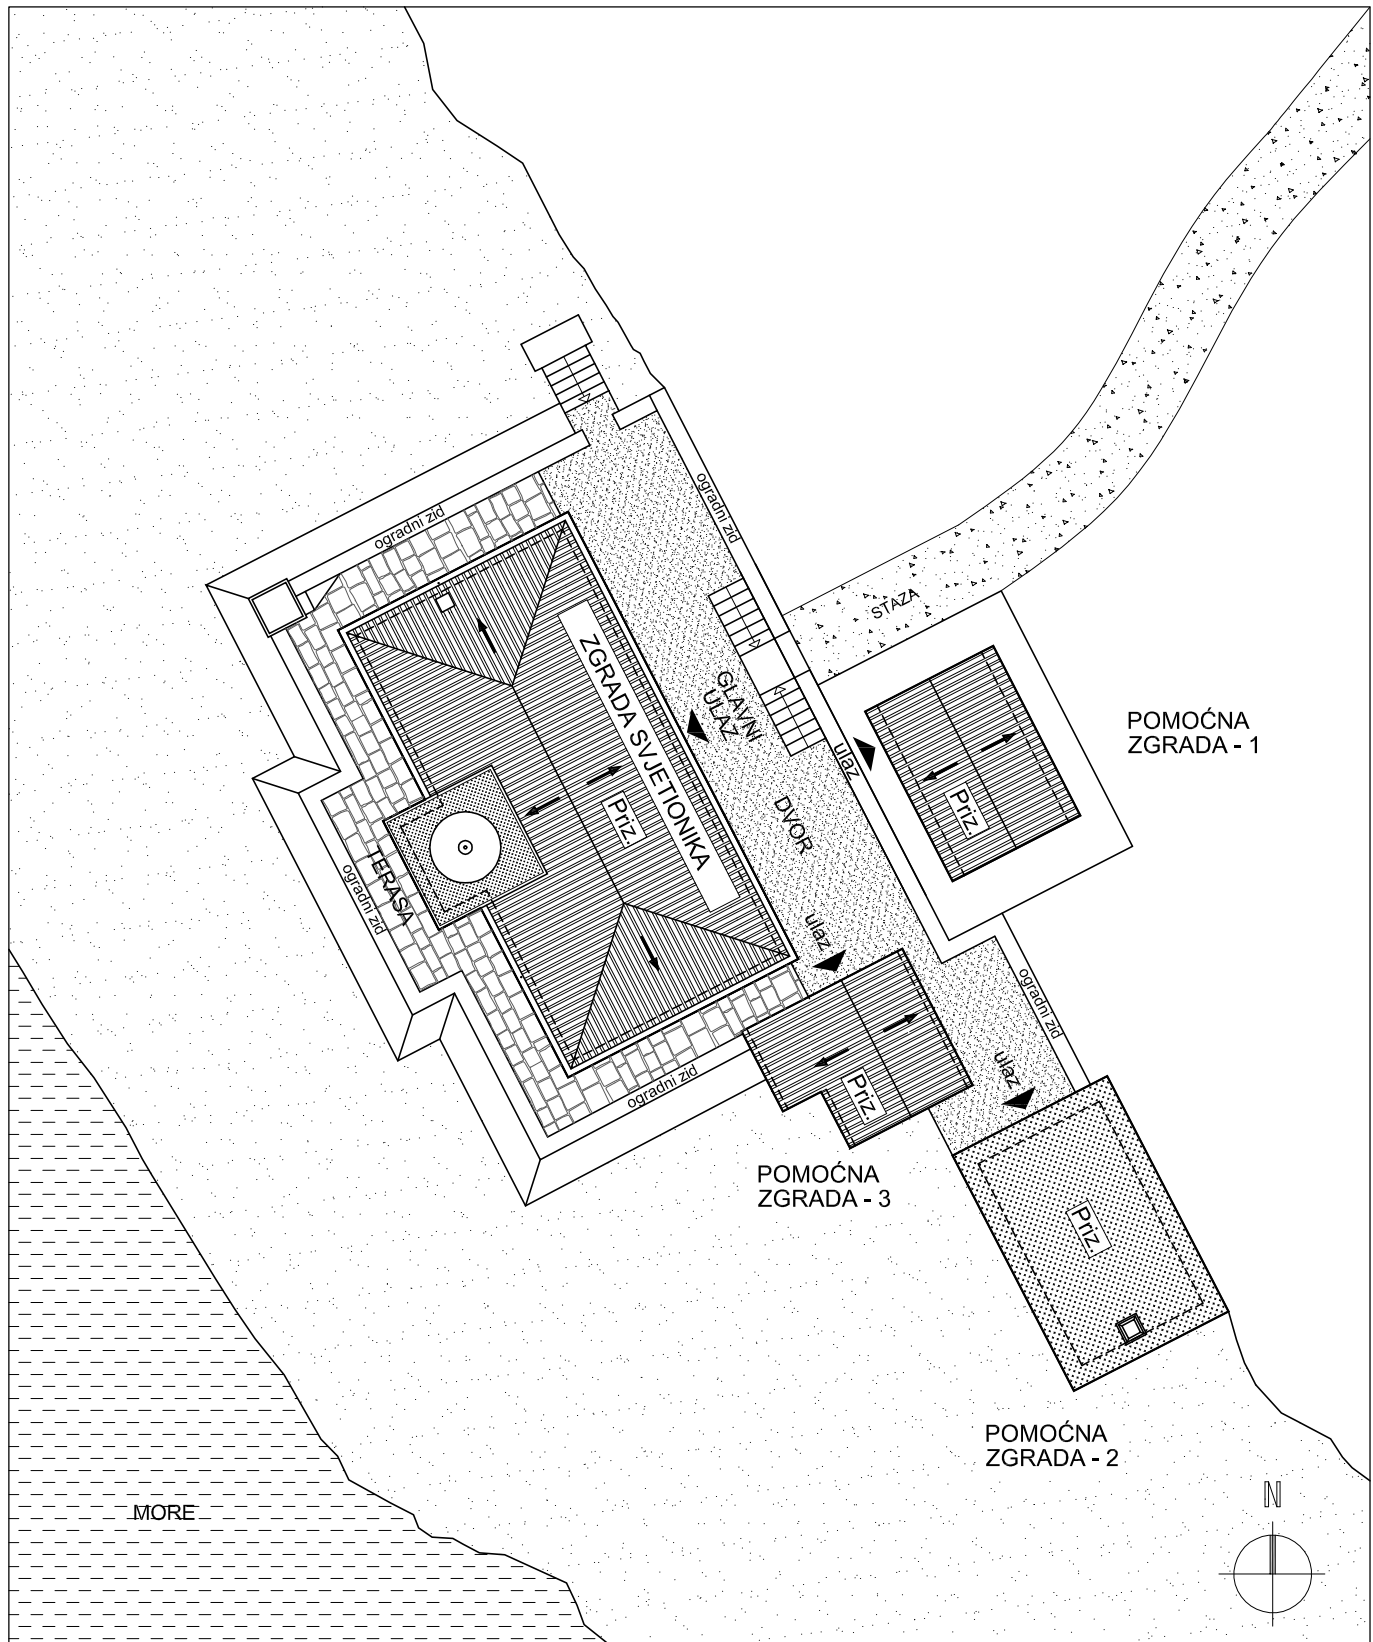 ogradni zid
ogradni zid
STAZA
ZGRADA SVJETIONIKA
GLAVNI
ULAZ
POMOĆNA
ZGRADA - 1
ulaz
Priz.
Priz.
DVOR
TERASA
ogradni zid
ulaz
ogradni zid
ulaz
Priz.
ogradni zid
POMOĆNA
ZGRADA - 3
Priz.
POMOĆNA
ZGRADA - 2
MORE
N